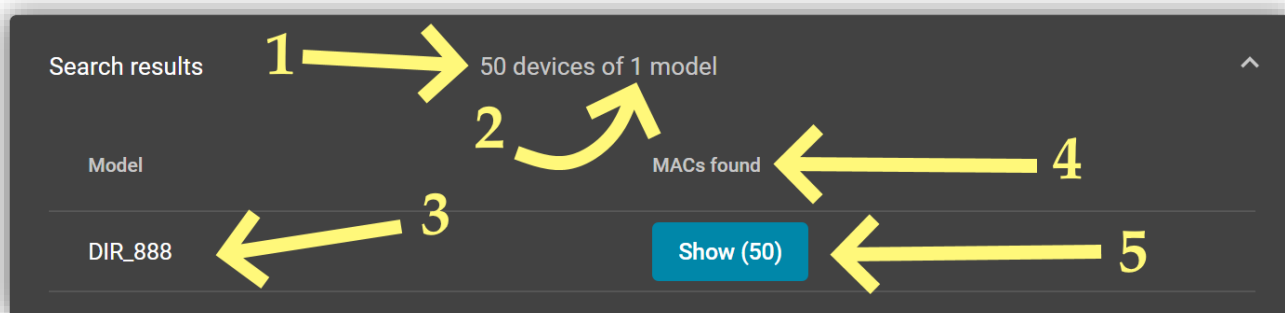 1
Search results 50 devices of 1 model
2
Model MACs found 4
3
DIR_888 Show (50) 5